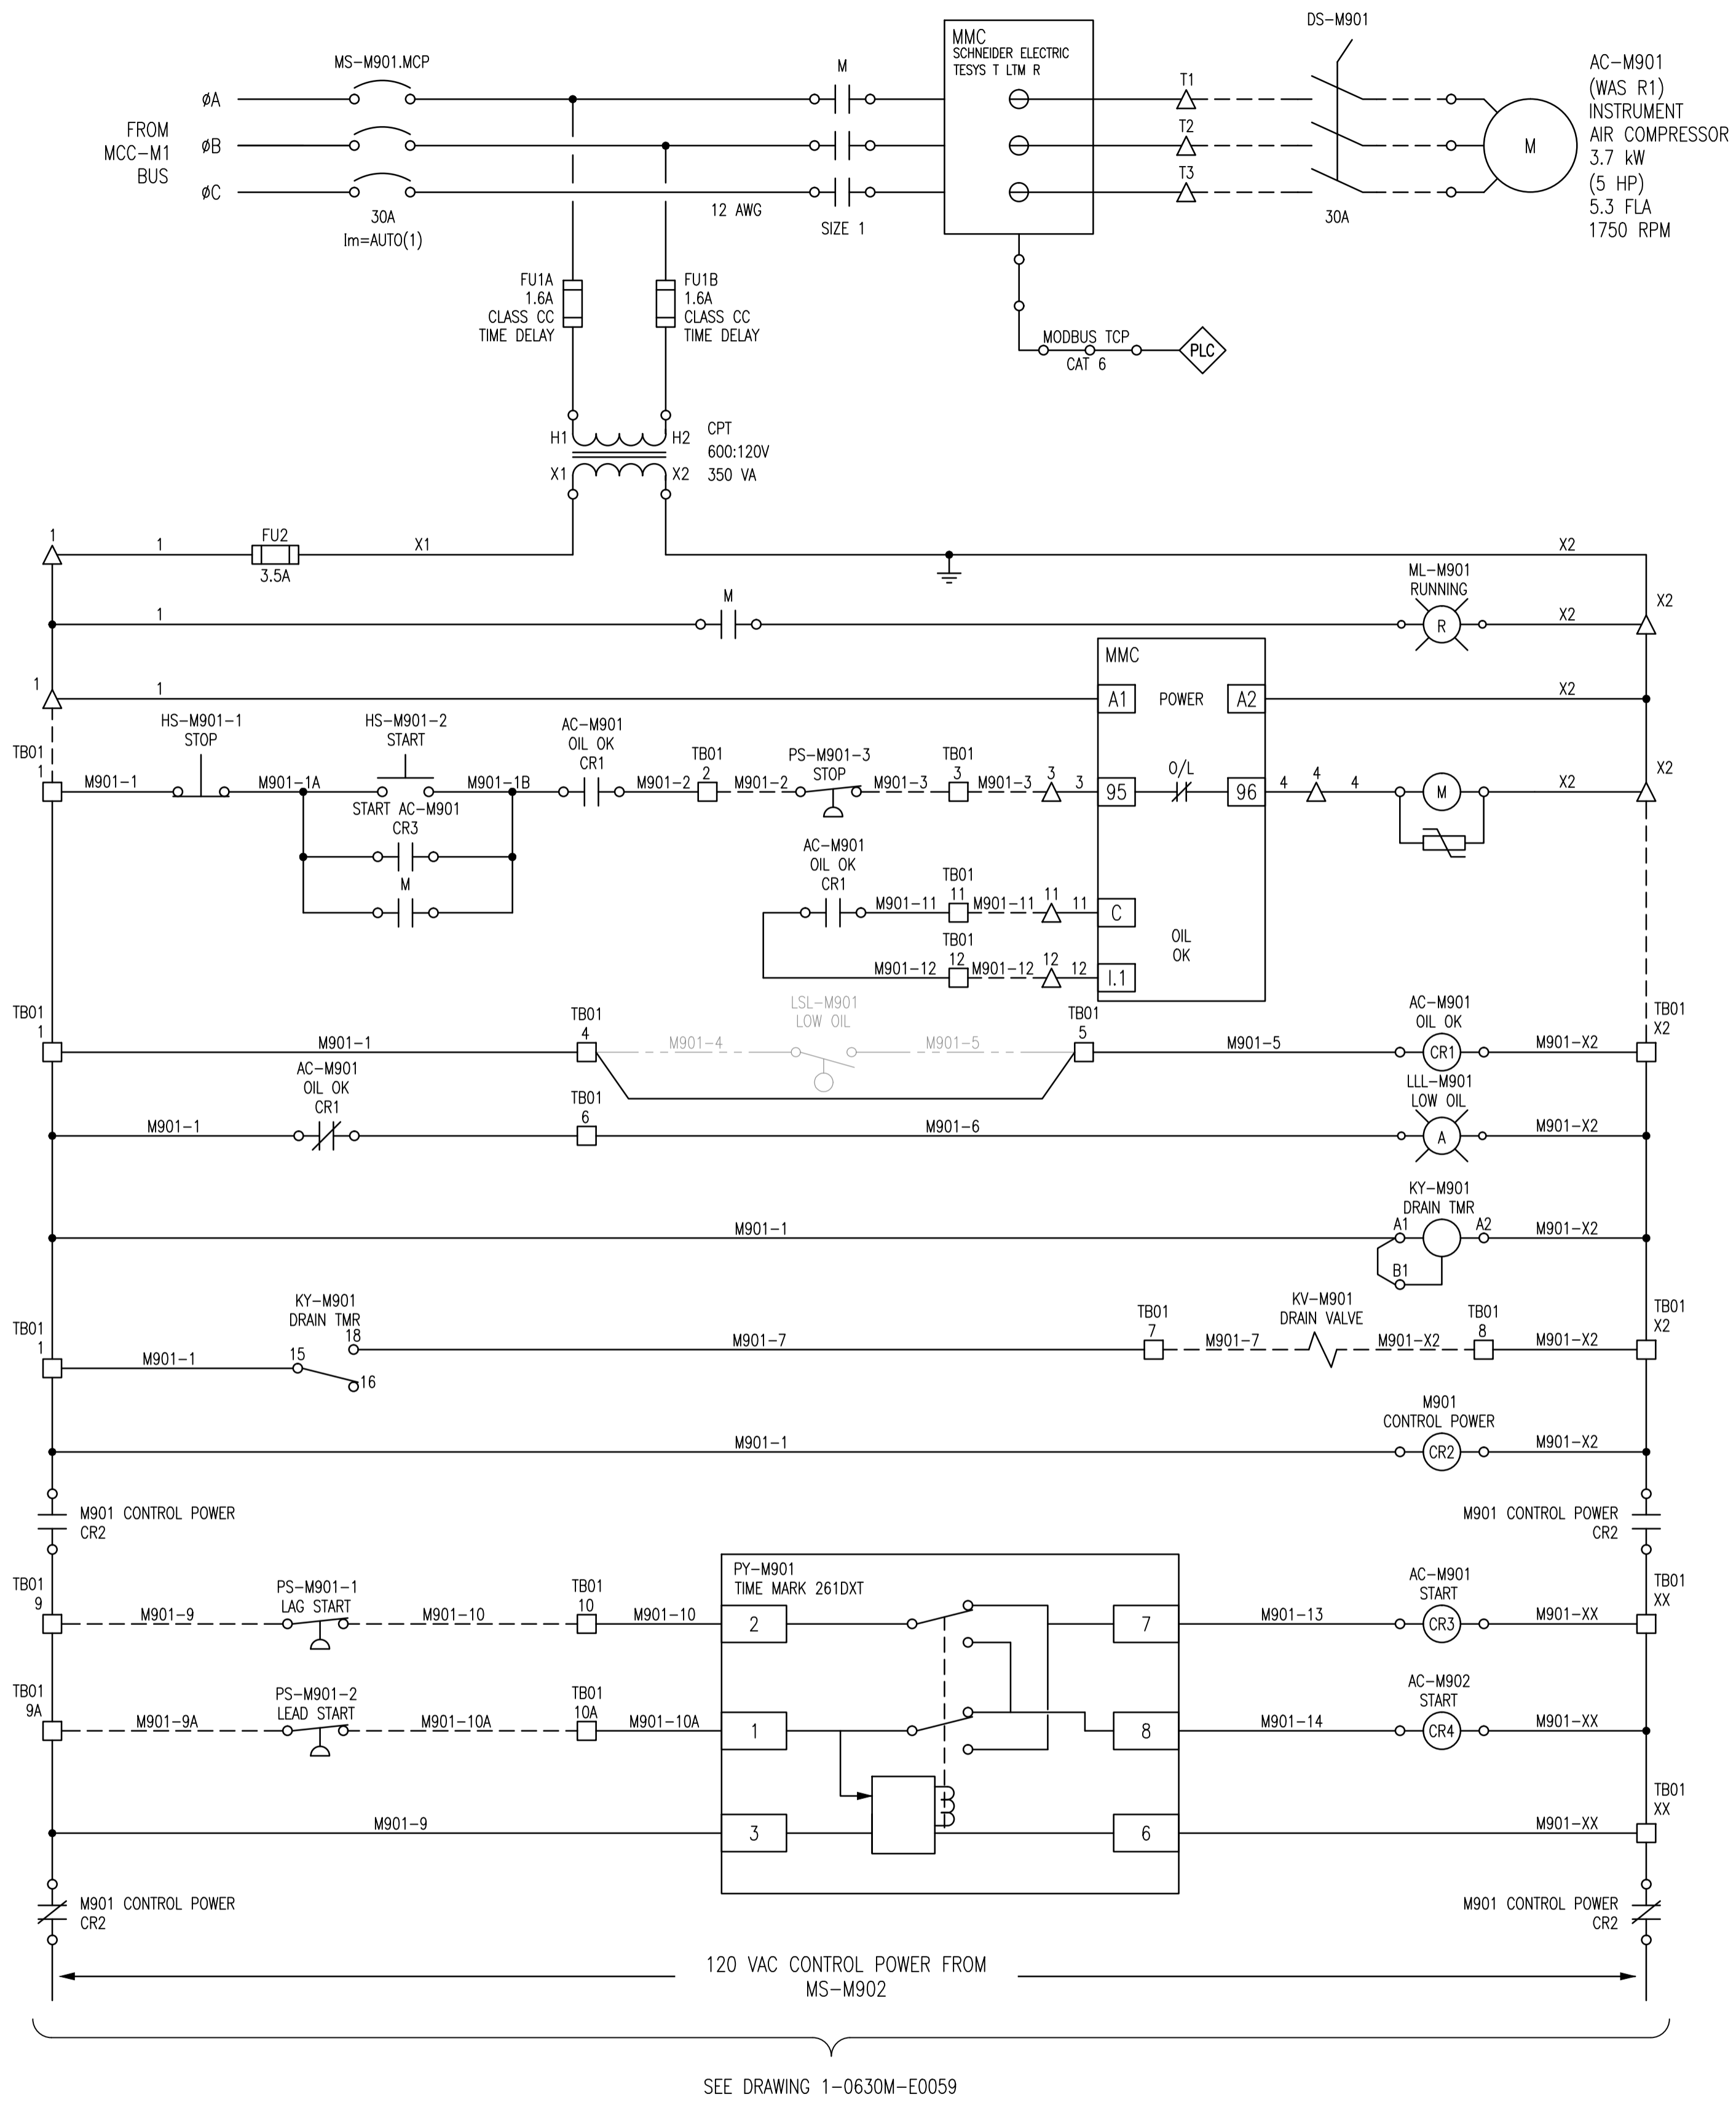 DS-M901
MMC
SCHNEIDER ELECTRIC
TESYS T LTM R
MS-M901.MCP
M
T1
T2
T3
AC-M901
(WAS R1)
INSTRUMENT
AIR COMPRESSOR
3.7 kW
(5 HP)
5.3 FLA
1750 RPM
M
FROM
MCC-M1
BUS
øA
øB
øC
30A
Im=AUTO(1)
12 AWG
SIZE 1
30A
FU1A
1.6A
CLASS CC
TIME DELAY
FU1B
1.6A
CLASS CC
TIME DELAY
MODBUS TCP
CAT 6
PLC
H1
H2
X1
X2
CPT
600:120V
350 VA
1
1
FU2
3.5A
X1
X2
ML-M901
RUNNING
1
M
R
X2
X2
MMC
1
1
A1
POWER
A2
X2
TB01
1
M901-1
HS-M901-1
STOP
M901-1A
HS-M901-2
START
M901-1B
AC-M901
OIL OK
CR1
M901-2
TB01
2
M901-2
PS-M901-3
STOP
M901-3
TB01
3
M901-3
3
3
95
O/L
96
4
4
4
M
X2
X2
START AC-M901
CR3
M
AC-M901
OIL OK
CR1
M901-11
TB01
11
M901-11
11
11
C
OIL
OK
M901-12
TB01
12
M901-12
12
12
I.1
TB01
1
M901-1
TB01
4
M901-4
LSL-M901
LOW OIL
M901-5
TB01
5
M901-5
AC-M901
OIL OK
CR1
M901-X2
TB01
X2
M901-1
AC-M901
OIL OK
CR1
TB01
6
M901-6
LLL-M901
LOW OIL
A
M901-X2
M901-1
KY-M901
DRAIN TMR
A1
A2
B1
M901-X2
TB01
1
M901-1
KY-M901
DRAIN TMR
15
18
16
M901-7
TB01
7
M901-7
KV-M901
DRAIN VALVE
M901-X2
TB01
8
M901-X2
TB01
X2
M901-1
M901
CONTROL POWER
CR2
M901-X2
M901 CONTROL POWER
CR2
M901 CONTROL POWER
CR2
TB01
9
M901-9
PS-M901-1
LAG START
M901-10
TB01
10
M901-10
PY-M901
TIME MARK 261DXT
2
7
M901-13
AC-M901
START
CR3
M901-XX
TB01
XX
TB01
9A
M901-9A
PS-M901-2
LEAD START
M901-10A
TB01
10A
M901-10A
1
8
M901-14
AC-M902
START
CR4
M901-XX
M901-9
3
6
M901-XX
TB01
XX
M901 CONTROL POWER
CR2
M901 CONTROL POWER
CR2
120 VAC CONTROL POWER FROM
MS-M902
SEE DRAWING 1-0630M-E0059